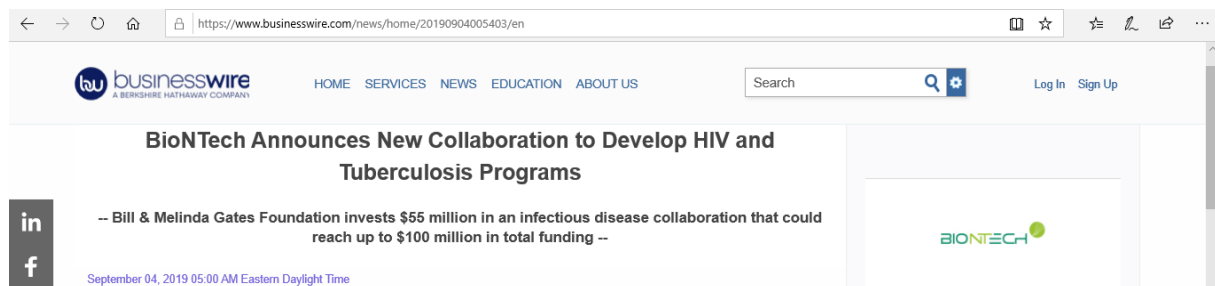 https://www.businesswire.com/news/home/20190904005403/en
bw businesswire
A BERKSHIRE HATHAWAY COMPANY
HOME SERVICES NEWS EDUCATION ABOUT US
Search
Log In Sign Up
BioNTech Announces New Collaboration to Develop HIV and
Tuberculosis Programs
-- Bill & Melinda Gates Foundation invests $55 million in an infectious disease collaboration that could
reach up to $100 million in total funding --
September 04, 2019 05:00 AM Eastern Daylight Time
in
f
BIONTECH